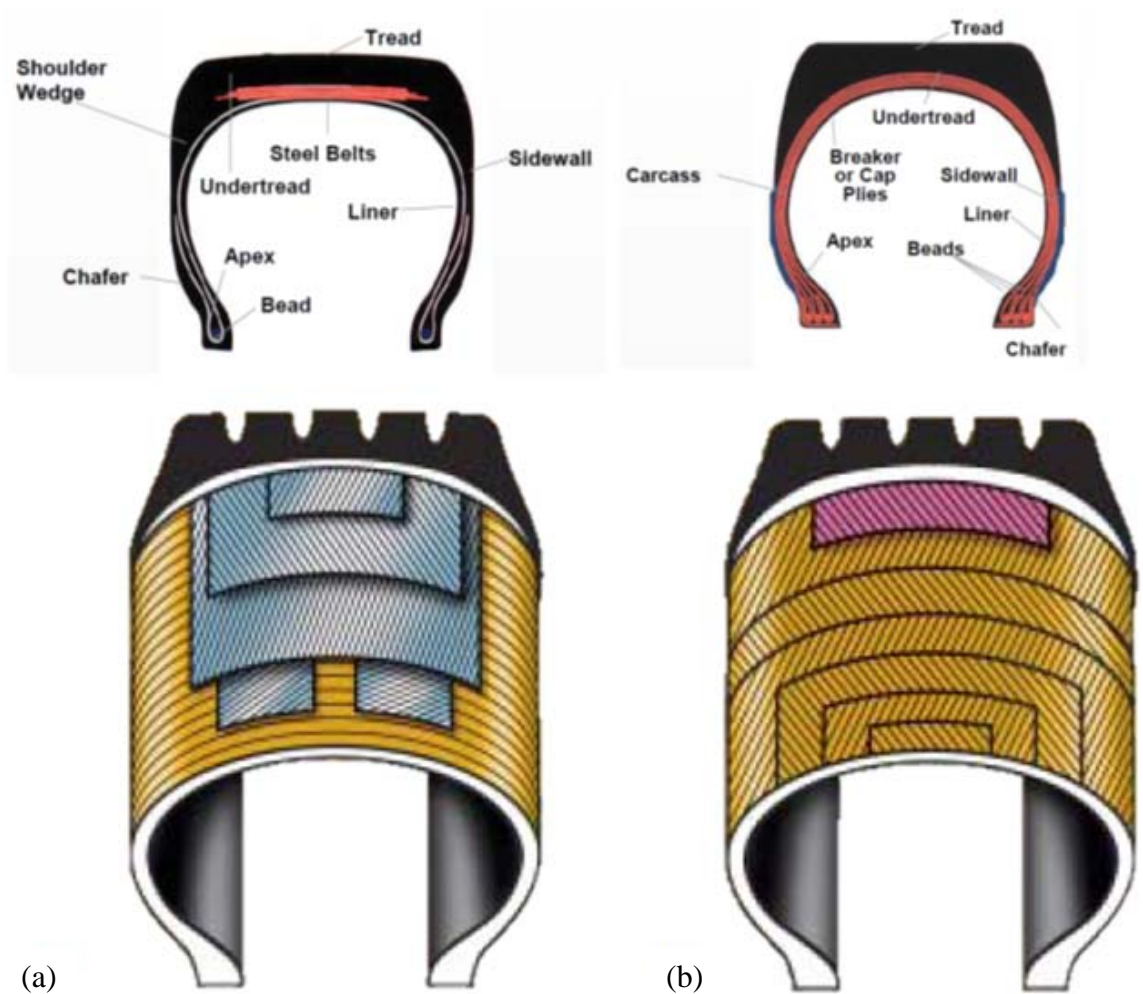 Tread
Shoulder
Wedge
Steel Belts
Sidewall
Undertread
Liner
Apex
Chafer
Bead
Tread
Undertread
Breaker
or Cap
Plies
Carcass
Sidewall
Liner
Apex
Beads
Chafer
(a)
(b)